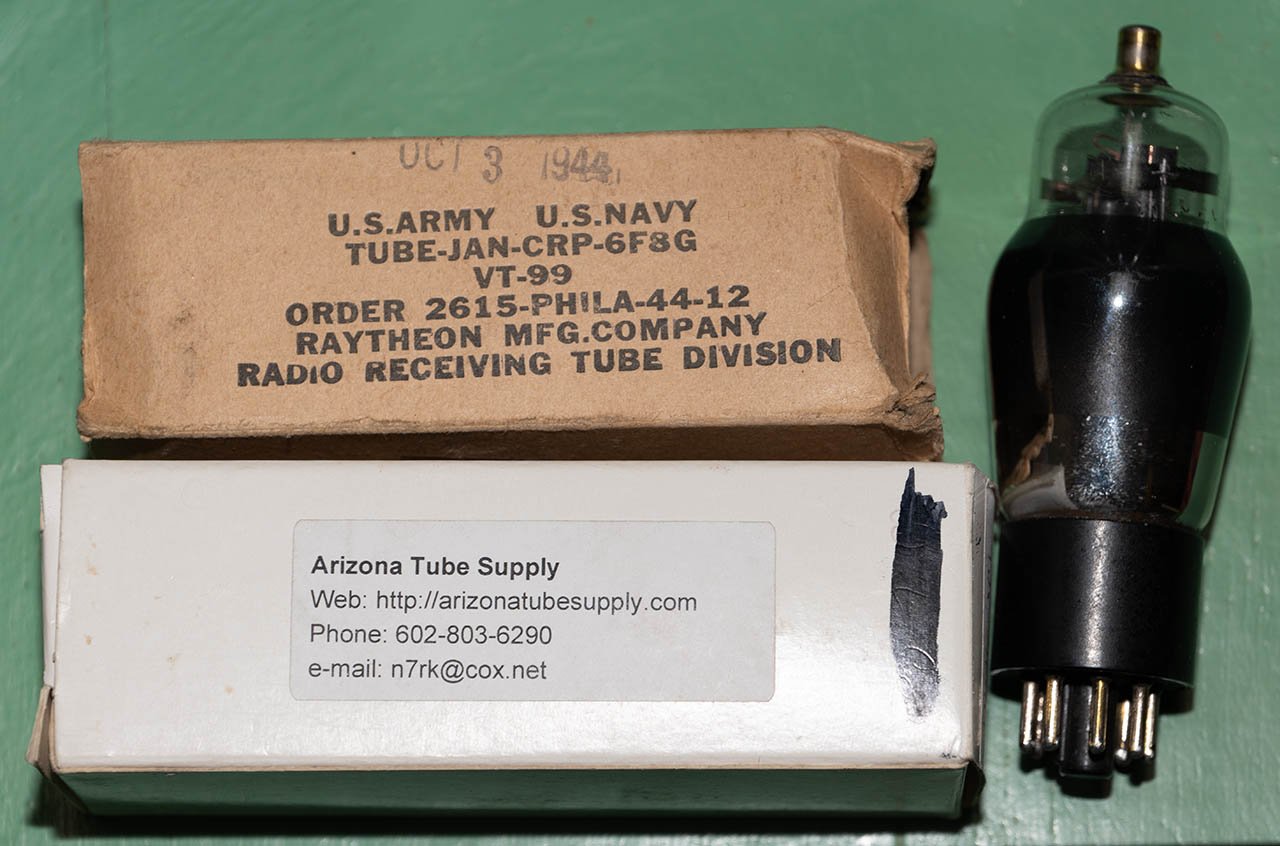 OCT 3 1944
U.S.ARMY U.S.NAVY
TUBE-JAN-CRP-6F8G
VT-99
ORDER 2615-PHILA-44-12
RAYTHEON MFG.COMPANY
RADIO RECEIVING TUBE DIVISION
Arizona Tube Supply
Web: http://arizonatubesupply.com
Phone: 602-803-6290
e-mail: n7rk@cox.net